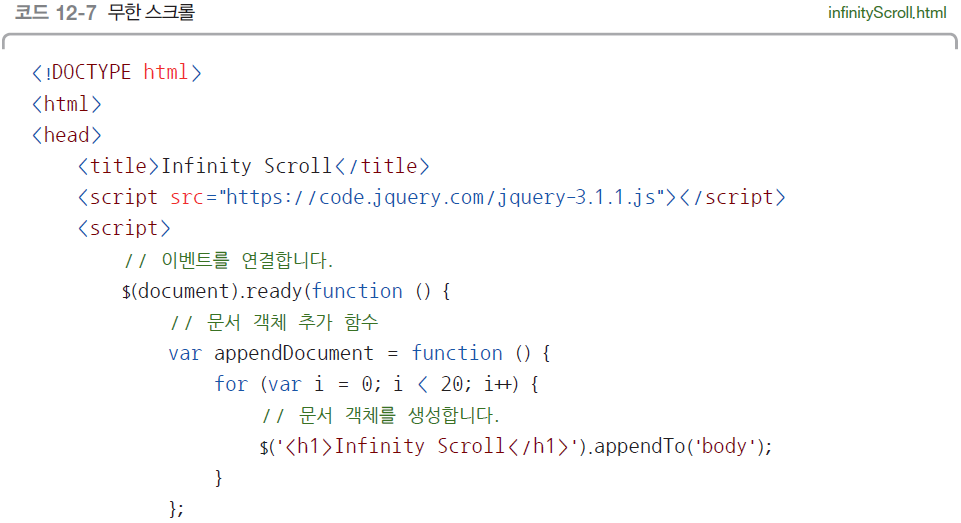 코드 12-7 무한 스크롤 infinityScroll.html
<!DOCTYPE html>
<html>
<head>
    <title>Infinity Scroll</title>
    <script src="https://code.jquery.com/jquery-3.1.1.js"></script>
    <script>
        // 이벤트를 연결합니다.
        $(document).ready(function () {
            // 문서 객체 추가 함수
            var appendDocument = function () {
                for (var i = 0; i < 20; i++) {
                    // 문서 객체를 생성합니다.
                    $('<h1>Infinity Scroll</h1>').appendTo('body');
                }
            };